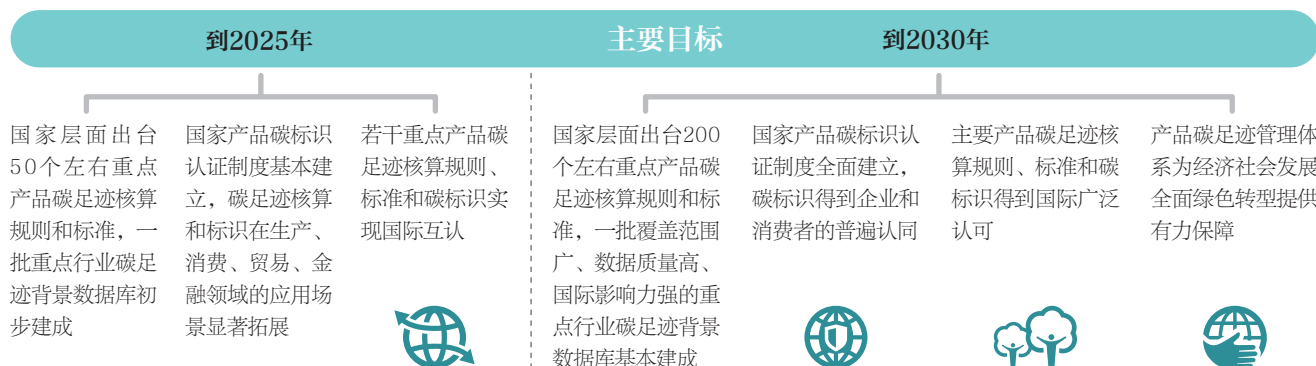 到2025年
主要目标
到2030年
国家层面出台
50个左右重点
产品碳足迹核算
规则和标准，一
批重点行业碳足
迹背景数据库初
步建成
国家产品碳标识
认证制度基本建
立，碳足迹核算
和标识在生产、
消费、贸易、金
融领域的应用场
景显著拓展
若干重点产品碳
足迹核算规则、
标准和碳标识实
现国际互认
国家层面出台200
个左右重点产品碳
足迹核算规则和标
准，一批覆盖范围
广、数据质量高、
国际影响力强的重
点行业碳足迹背景
数据库基本建成
国家产品碳标识认
证制度全面建立，
碳标识得到企业和
消费者的普遍认同
主要产品碳足迹核
算规则、标准和碳
标识得到国际广泛
认可
产品碳足迹管理体
系为经济社会发展
全面绿色转型提供
有力保障